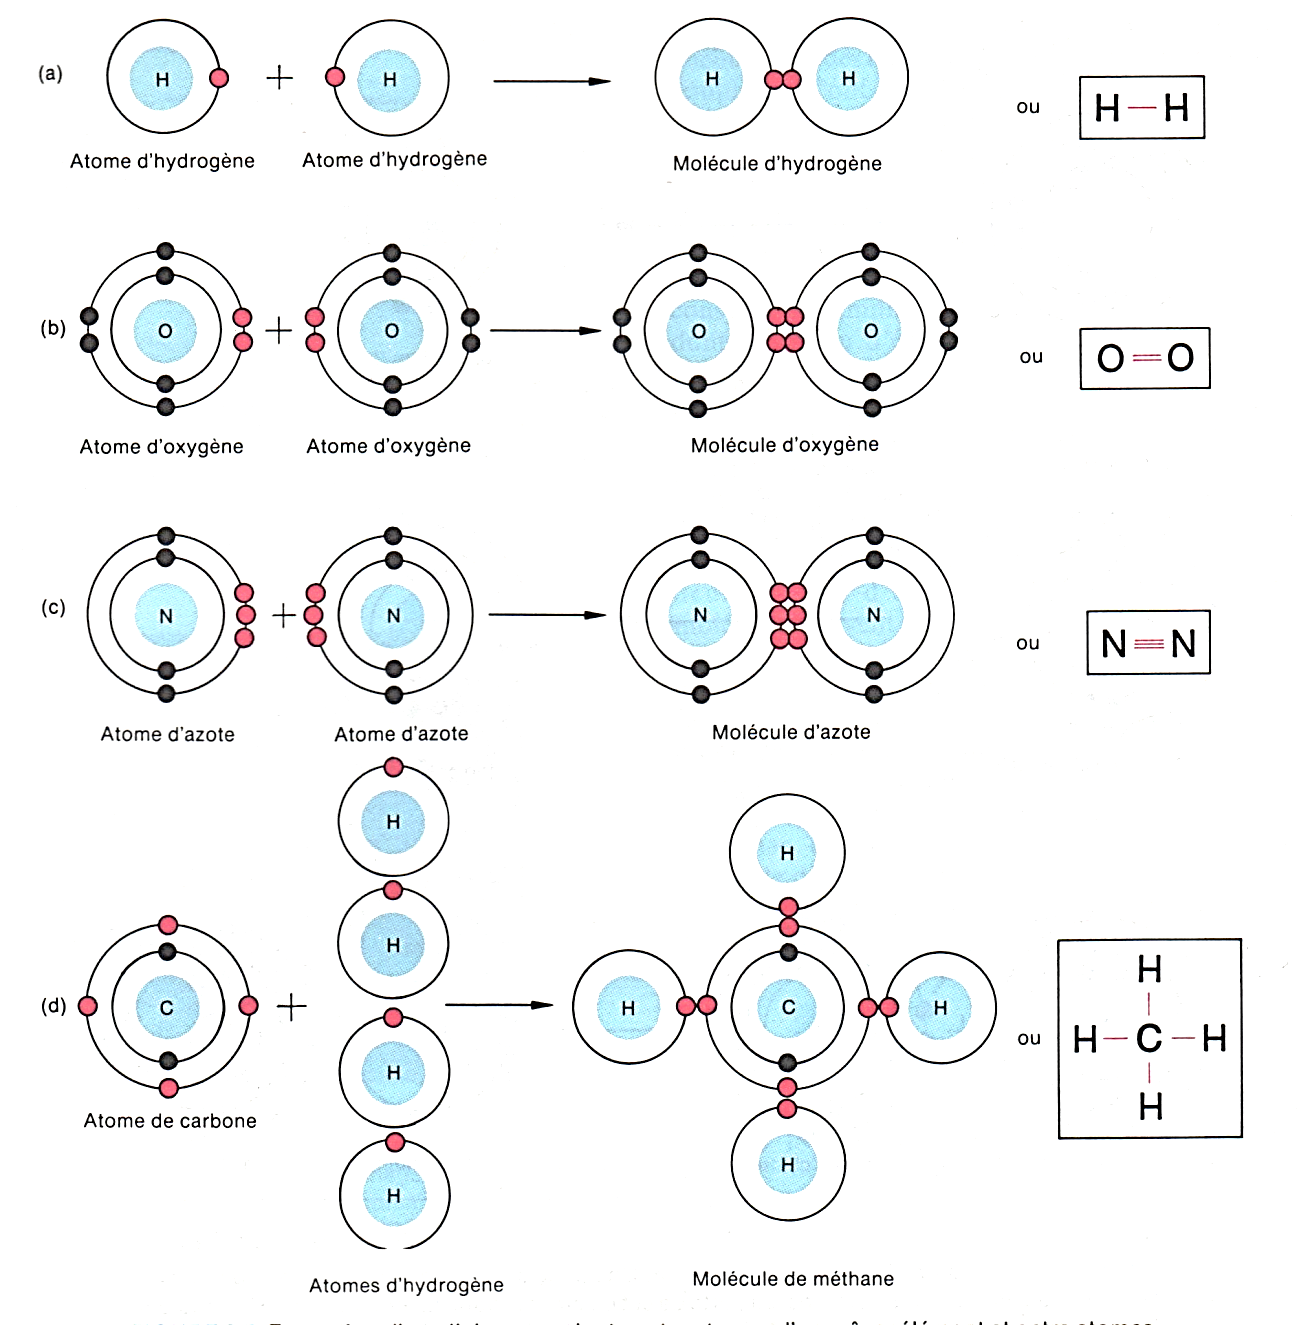 (a) H + H H H ou H — H
Atome d'hydrogène Atome d'hydrogène Molécule d'hydrogène
(b) O + O O O ou O = O
Atome d'oxygène Atome d'oxygène Molécule d'oxygène
(c) N + N N N ou N ≡ N
Atome d'azote Atome d'azote Molécule d'azote
H
H
H
H
(d) C + H H C H ou H — C — H
H
H
H
H
Atome de carbone
H
Atomes d'hydrogène Molécule de méthane